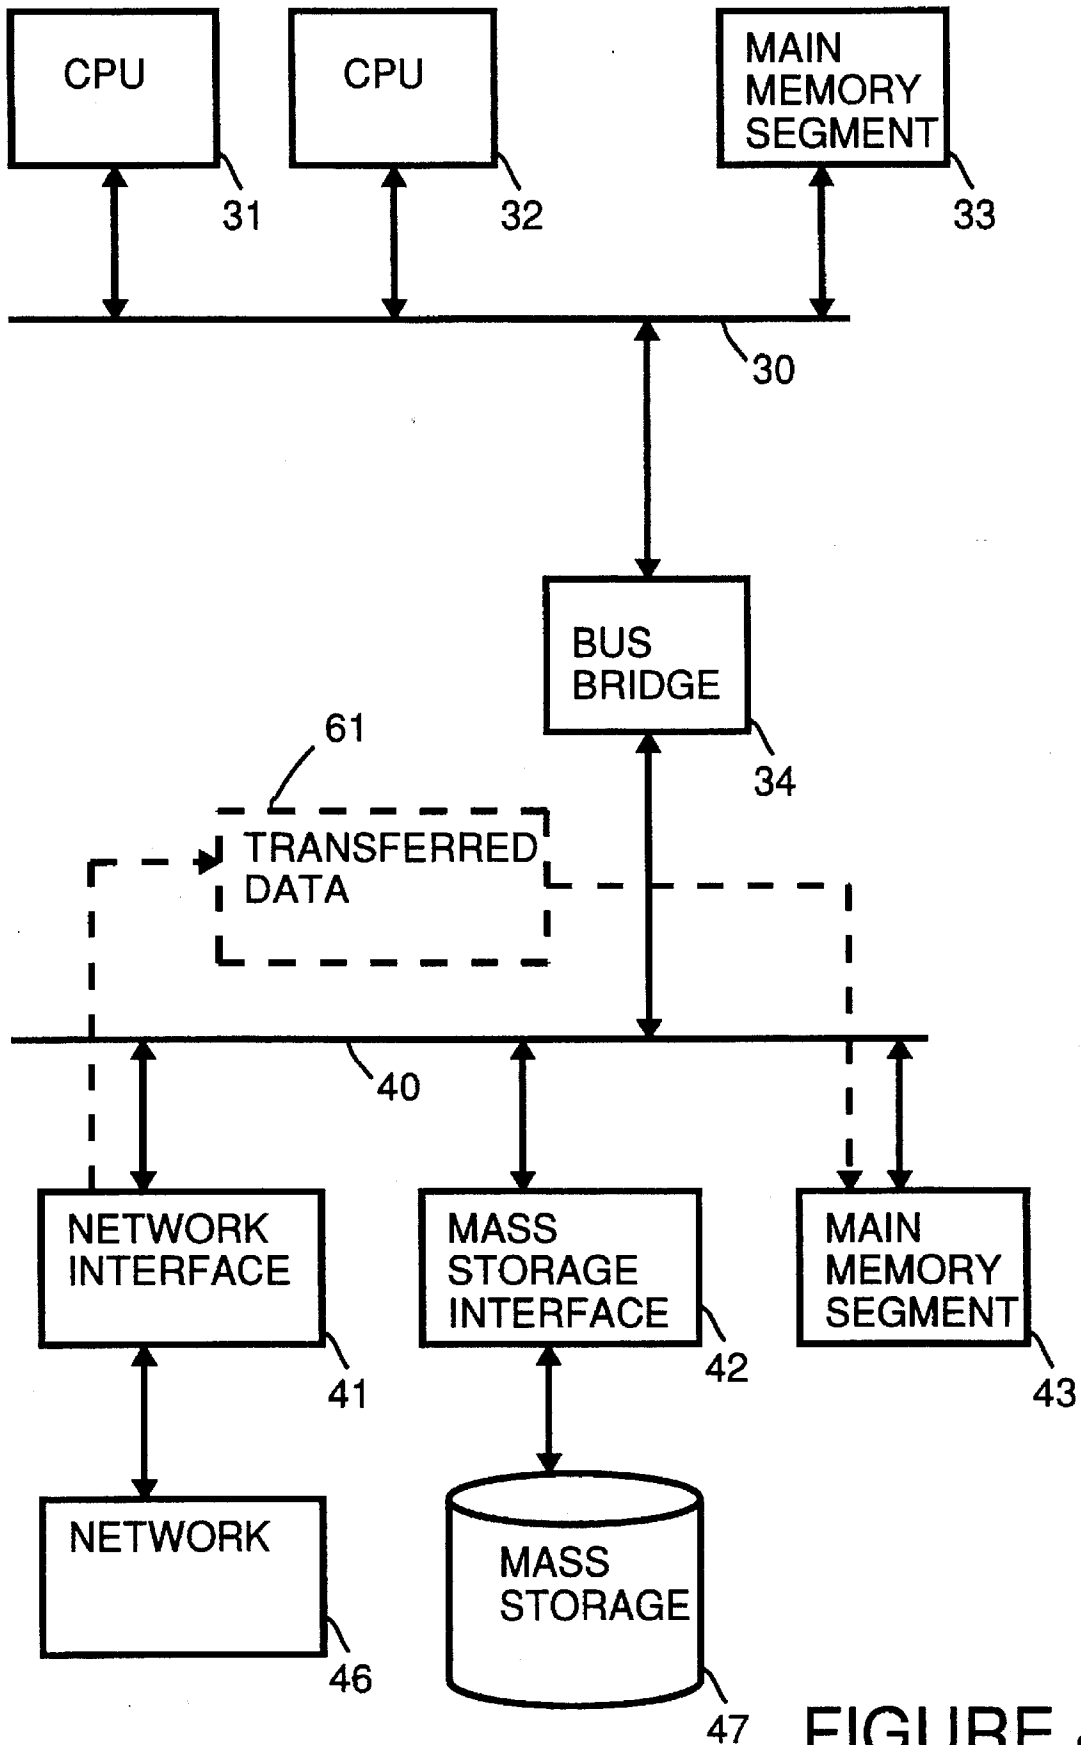 CPU
CPU
MAIN
MEMORY
SEGMENT
31
32
33
30
BUS
BRIDGE
34
61
TRANSFERRED
DATA
40
NETWORK
INTERFACE
MASS
STORAGE
INTERFACE
MAIN
MEMORY
SEGMENT
41
42
43
NETWORK
MASS
STORAGE
46
47
FIGURE